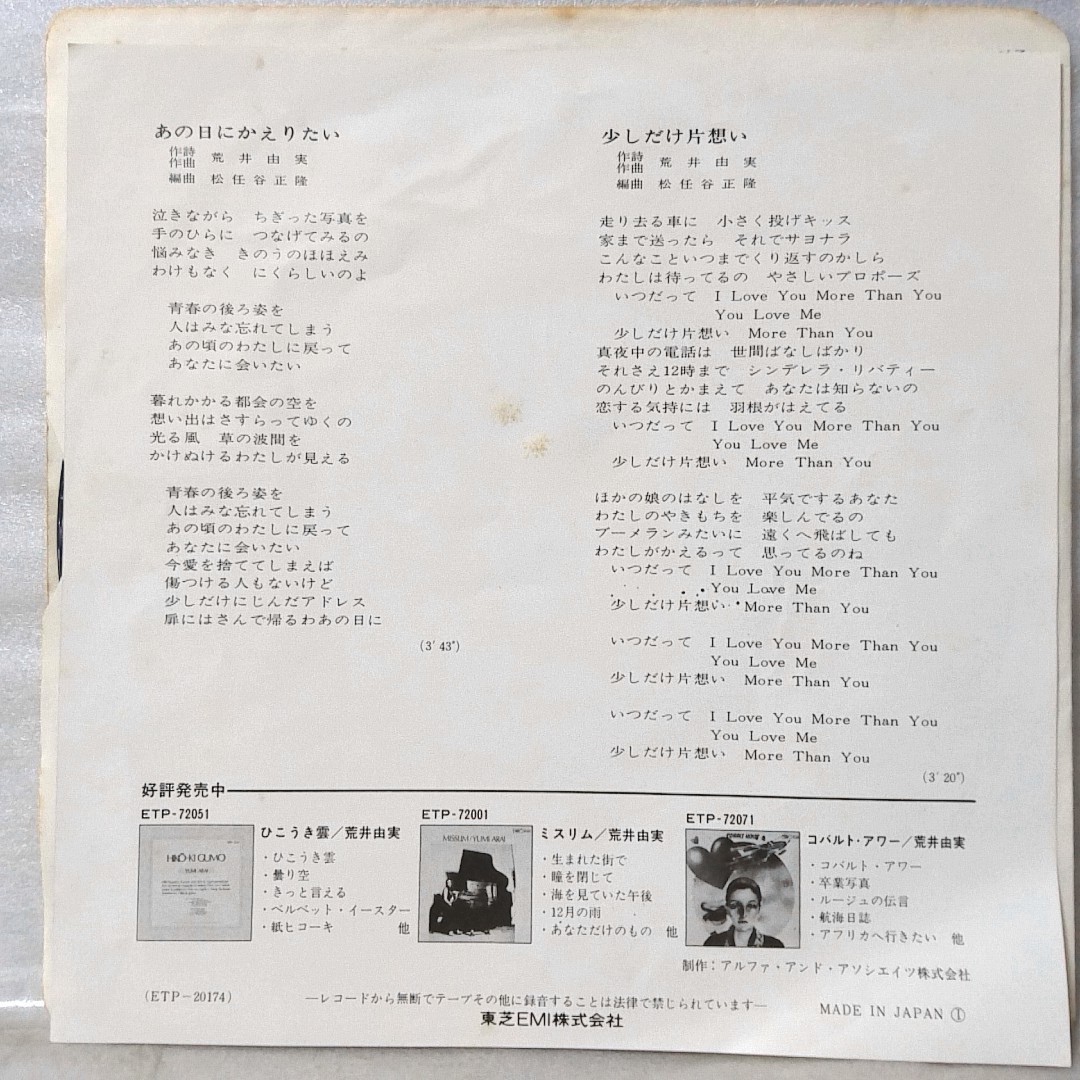 あの日にかえりたい
作詩
作曲 荒井由実
編曲 松任谷正隆
泣きながら ちぎった写真を
手のひらに つなげてみるの
悩みなき きのうのほほえみ
わけもなく にくらしいのよ
青春の後ろ姿を
人はみな忘れてしまう
あの頃のわたしに戻って
あなたに会いたい
暮れかかる都会の空を
想い出はさすらってゆくの
光る風 草の波間を
かけぬけるわたしが見える
青春の後ろ姿を
人はみな忘れてしまう
あの頃のわたしに戻って
あなたに会いたい
今愛を捨ててしまえば
傷つける人もないけど
少しだけにじんだアドレス
扉にはさんで帰るわあの日に
(3′43″)
少しだけ片想い
作詩
作曲 荒井由実
編曲 松任谷正隆
走り去る車に 小さく投げキッス
家まで送ったら それでサヨナラ
こんなこといつまでくり返すのかしら
わたしは待ってるの やさしいプロポーズ
いつだって I Love You More Than You
You Love Me
少しだけ片想い More Than You
真夜中の電話は 世間ばなしばかり
それさえ12時まで シンデレラ・リバティー
のんびりとかまえて あなたは知らないの
恋する気持には 羽根がはえてる
いつだって I Love You More Than You
You Love Me
少しだけ片想い More Than You
ほかの娘のはなしを 平気でするあなた
わたしのやきもちを 楽しんでるの
ブーメランみたいに 遠くへ飛ばしても
わたしがかえるって 思ってるのね
いつだって I Love You More Than You
You Love Me
少しだけ片想い More Than You
いつだって I Love You More Than You
You Love Me
少しだけ片想い More Than You
いつだって I Love You More Than You
You Love Me
少しだけ片想い More Than You
(3′20″)
好評発売中
ETP-72051
HIKŌ-KI GUMO
YUMI ARAI
ひこうき雲／荒井由実
・ひこうき雲
・曇り空
・きっと言える
・ベルベット・イースター
・紙ヒコーキ 他
ETP-72001
MISSLIM/YUMI ARAI
ミスリム／荒井由実
・生まれた街で
・瞳を閉じて
・海を見ていた午後
・12月の雨
・あなただけのもの 他
ETP-72071
COBALT HOUR
コバルト・アワー／荒井由実
・コバルト・アワー
・卒業写真
・ルージュの伝言
・航海日誌
・アフリカへ行きたい 他
制作：アルファ・アンド・アソシエイツ株式会社
(ETP-20174)
―レコードから無断でテープその他に録音することは法律で禁じられています―
東芝EMI株式会社
MADE IN JAPAN ①